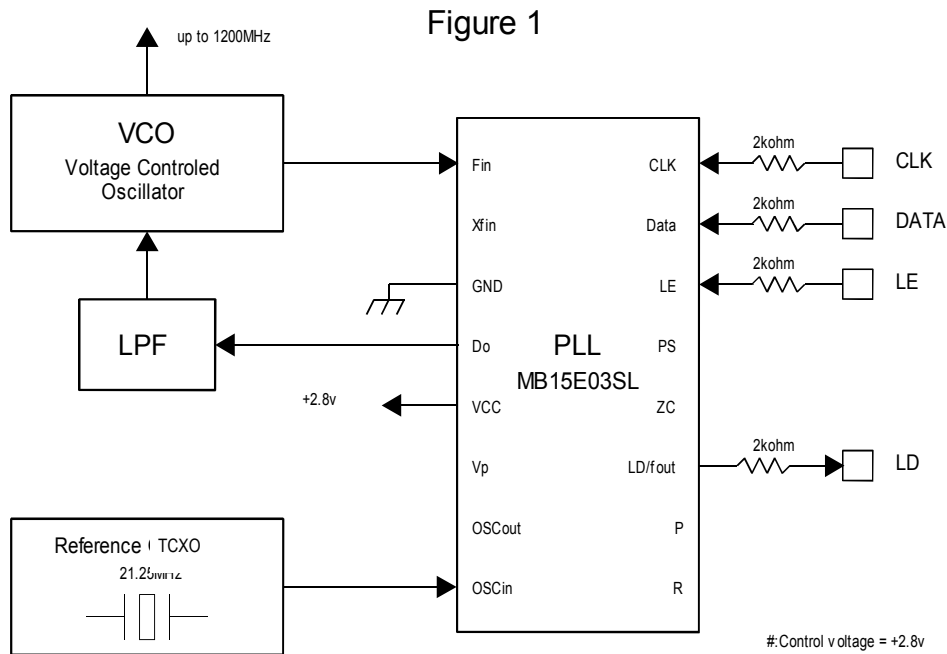 Figure 1
up to 1200MHz
VCO
Voltage Controled
Oscillator
LPF
+2.8v
Reference TCXO
Fin
Xfin
GND
Do
VCC
Vp
OSCout
OSCin
PLL
MB15E03SL
CLK
Data
LE
PS
ZC
LD/fout
P
R
2kohm
CLK
2kohm
DATA
2kohm
LE
2kohm
LD
#:Control voltage = +2.8v